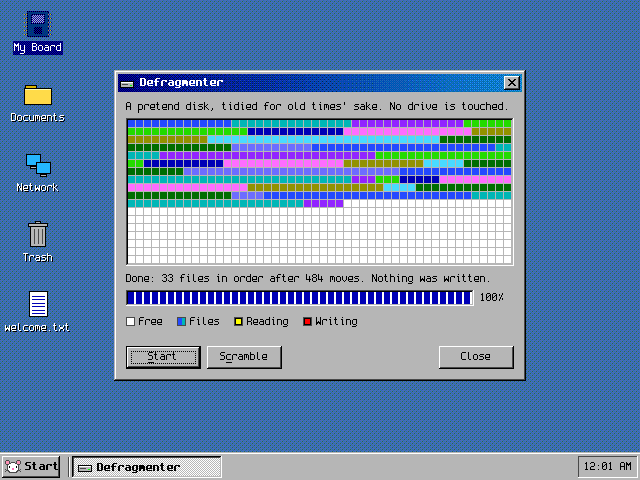 My Board
Documents
Network
Trash
welcome.txt
Defragmenter
A pretend disk, tidied for old times' sake. No drive is touched.
Done: 33 files in order after 484 moves. Nothing was written.
100%
Free Files Reading Writing
Start Scramble Close
Start Defragmenter 12:01 AM